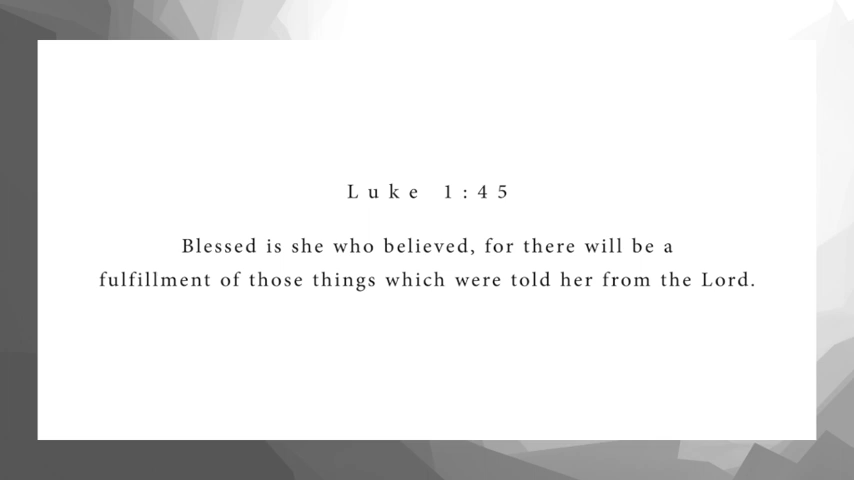 Luke 1:45
Blessed is she who believed, for there will be a
fulfillment of those things which were told her from the Lord.